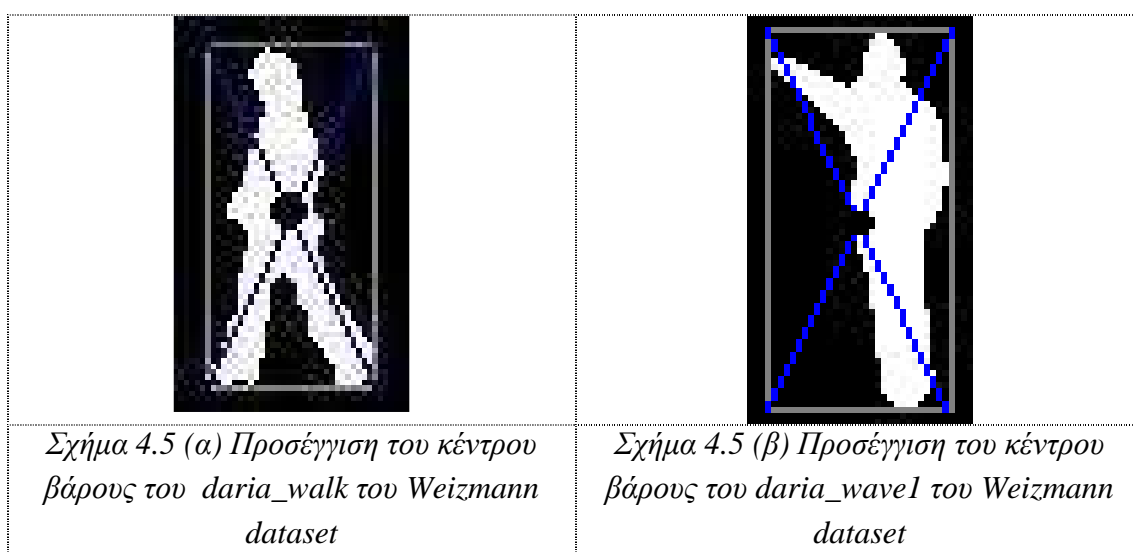 Σχήμα 4.5 (α) Προσέγγιση του κέντρου
βάρους του daria_walk του Weizmann
dataset
Σχήμα 4.5 (β) Προσέγγιση του κέντρου
βάρους του daria_wave1 του Weizmann
dataset